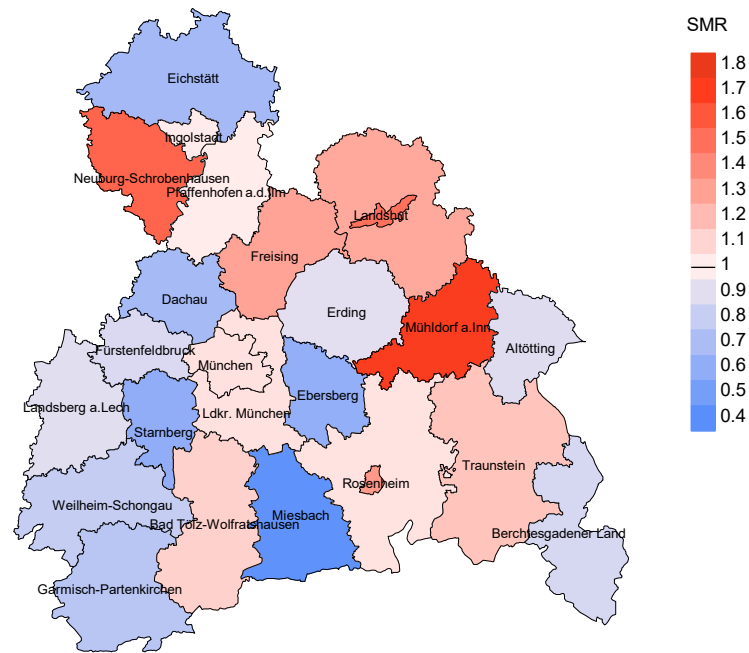 SMR
1.8
1.7
1.6
1.5
1.4
1.3
1.2
1.1
1
0.9
0.8
0.7
0.6
0.5
0.4
Eichstätt
Ingolstadt
Neuburg-Schrobenhausen
Pfaffenhofen a.d.Ilm
Landshut
Freising
Dachau
Erding
Mühldorf a.Inn
Altötting
Fürstenfeldbruck
München
Ebersberg
Landsberg a.Lech
Ldkr. München
Starnberg
Traunstein
Rosenheim
Weilheim-Schongau
Miesbach
Bad Tölz-Wolfratshausen
Berchtesgadener Land
Garmisch-Partenkirchen